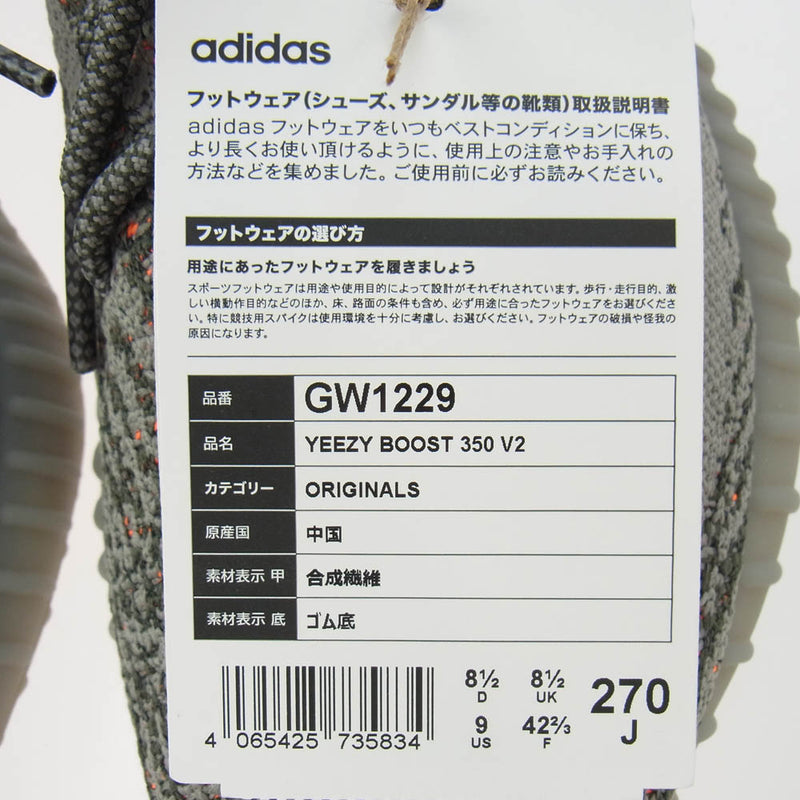 adidas
フットウェア(シューズ、サンダル等の靴類)取扱説明書
adidas フットウェアをいつもベストコンディションに保ち、
より長くお使い頂けるように、使用上の注意やお手入れの
方法などを集めました。ご使用前に必ずお読みください。
フットウェアの選び方
用途にあったフットウェアを履きましょう
スポーツフットウェアは用途や使用目的によって設計がそれぞれされています。歩行・走行目的、激
しい横動作目的などのほか、床、路面の条件も含め、必ず用途に合ったフットウェアをお選びくださ
い。特に競技用スパイクは使用環境を十分に考慮し、お選びください。フットウェアの破損や怪我の
原因になります。
品番 GW1229
品名 YEEZY BOOST 350 V2
カテゴリー ORIGINALS
原産国 中国
素材表示 甲 合成繊維
素材表示 底 ゴム底
8½ 8½ 270
D UK J
9 42⅔
US F
4 065425 735834